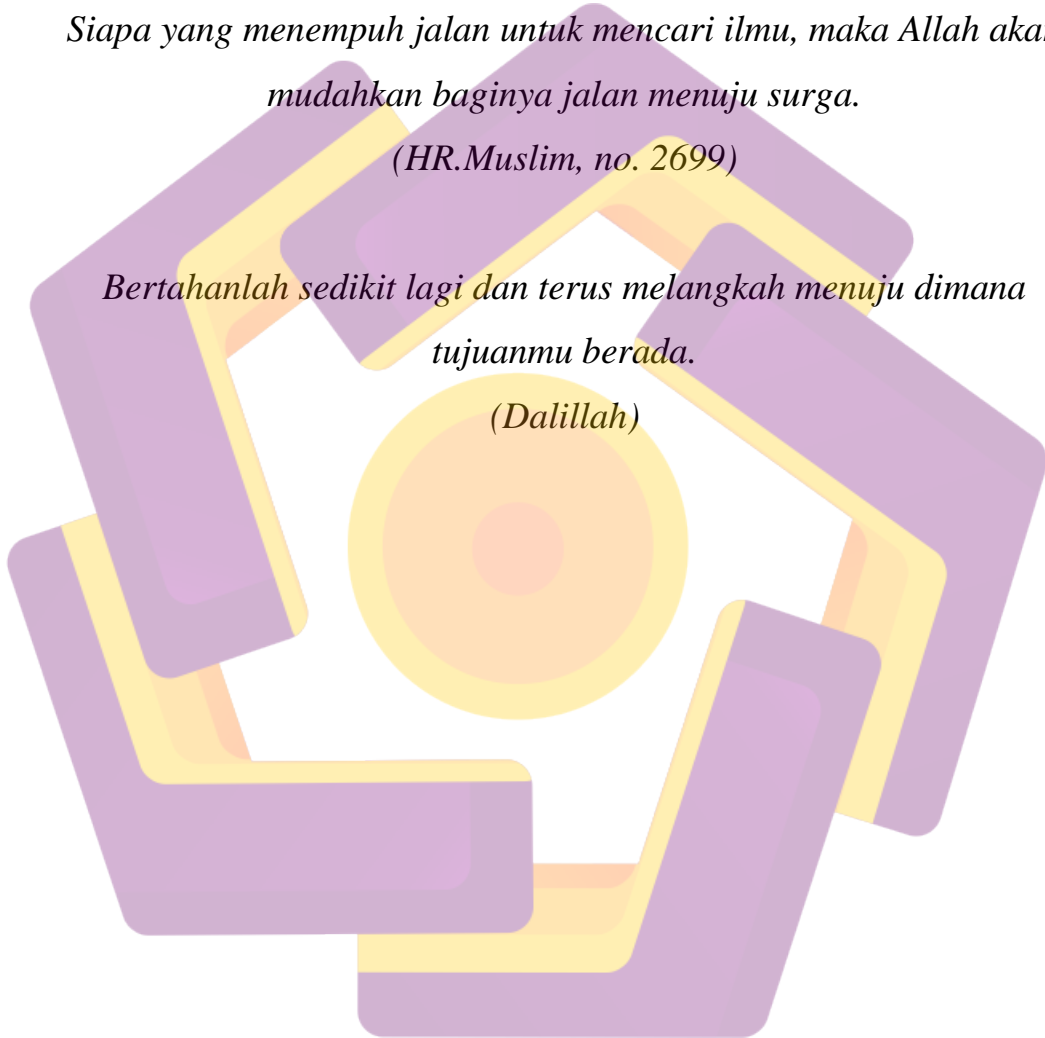 Siapa yang menempuh jalan untuk mencari ilmu, maka Allah aka
mudahkan baginya jalan menuju surga.
(HR.Muslim, no. 2699)
Bertahanlah sedikit lagi dan terus melangkah menuju dimana
tujuanmu berada.
(Dalillah)